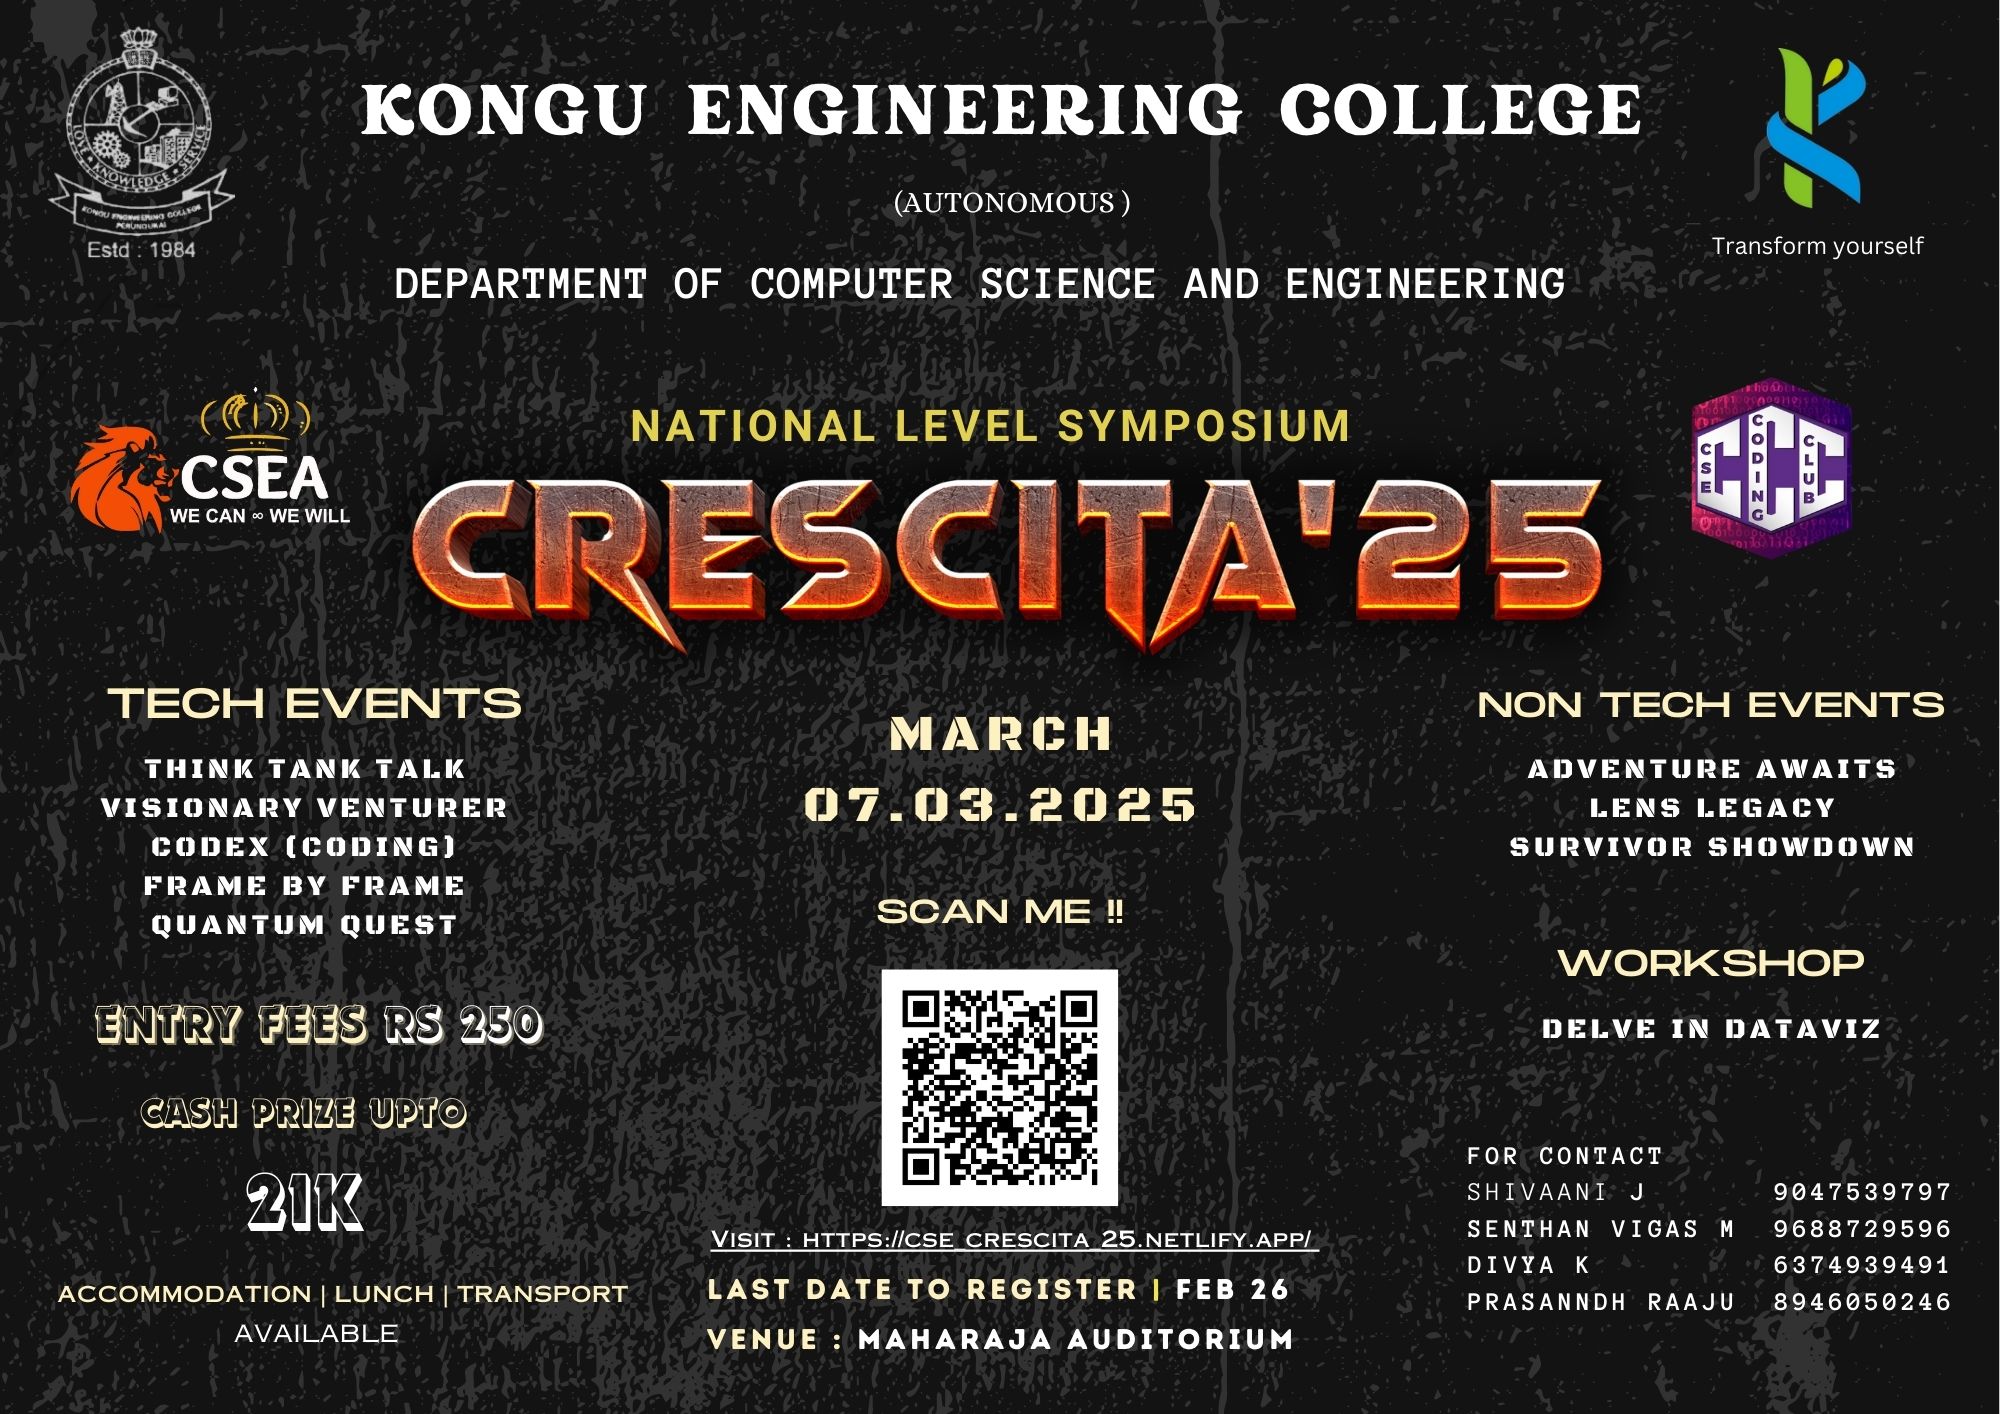 KONGU ENGINEERING COLLEGE
(AUTONOMOUS )
DEPARTMENT OF COMPUTER SCIENCE AND ENGINEERING
LOVE ★ KNOWLEDGE ★ SERVICE
KONGU ENGINEERING COLLEGE
PERUNDURAI
Estd : 1984
Transform yourself
CSEA
WE CAN ∞ WE WILL
NATIONAL LEVEL SYMPOSIUM
CRESCITA'25
CSE
CODING
CLUB
TECH EVENTS
THINK TANK TALK
VISIONARY VENTURER
CODEX (CODING)
FRAME BY FRAME
QUANTUM QUEST
ENTRY FEES RS 250
CASH PRIZE UPTO
21K
ACCOMMODATION | LUNCH | TRANSPORT
AVAILABLE
MARCH
07.03.2025
SCAN ME !!
VISIT : HTTPS://CSE_CRESCITA_25.NETLIFY.APP/
LAST DATE TO REGISTER | FEB 26
VENUE : MAHARAJA AUDITORIUM
NON TECH EVENTS
ADVENTURE AWAITS
LENS LEGACY
SURVIVOR SHOWDOWN
WORKSHOP
DELVE IN DATAVIZ
FOR CONTACT
SHIVAANI J 9047539797
SENTHAN VIGAS M 9688729596
DIVYA K 6374939491
PRASANNDH RAAJU 8946050246